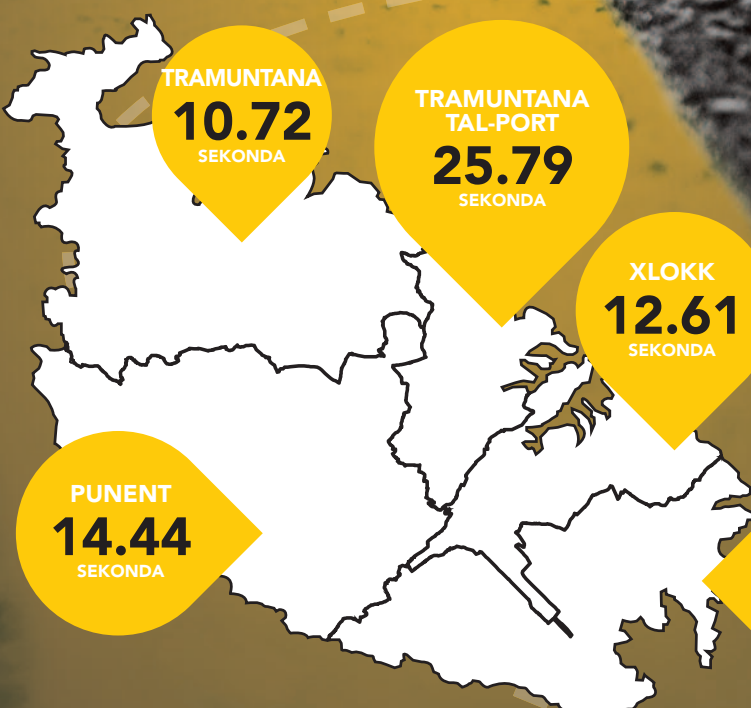 TRAMUNTANA
10.72
SEKONDA
TRAMUNTANA
TAL-PORT
25.79
SEKONDA
XLOKK
12.61
SEKONDA
PUNENT
14.44
SEKONDA